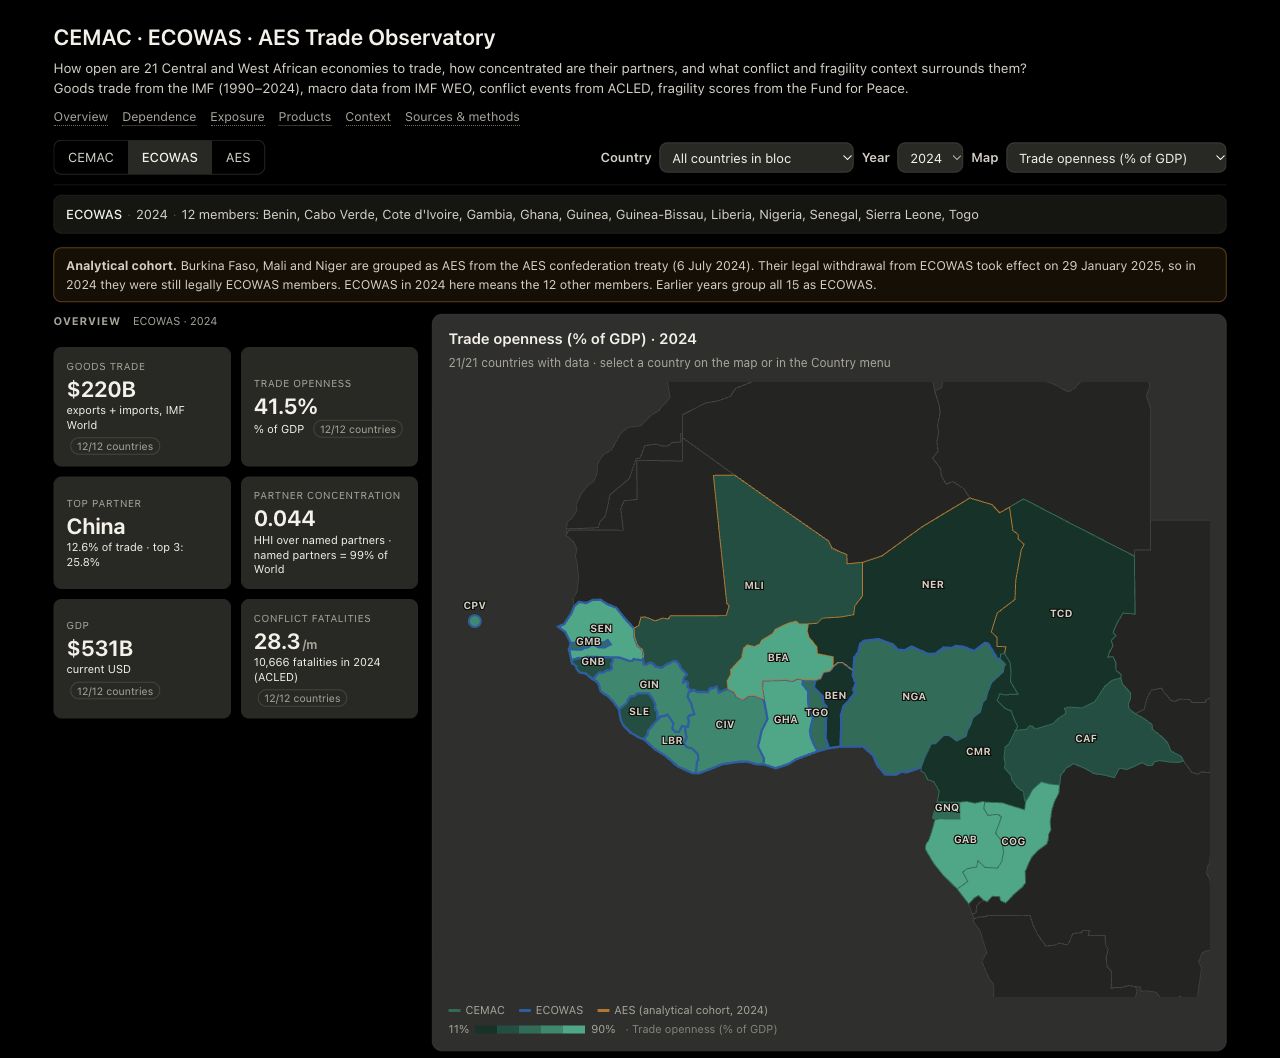 CEMAC · ECOWAS · AES Trade Observatory
How open are 21 Central and West African economies to trade, how concentrated are their partners, and what conflict and fragility context surrounds them?
Goods trade from the IMF (1990–2024), macro data from IMF WEO, conflict events from ACLED, fragility scores from the Fund for Peace.
Overview Dependence Exposure Products Context Sources & methods
CEMAC ECOWAS AES Country All countries in bloc Year 2024 Map Trade openness (% of GDP)
ECOWAS · 2024 · 12 members: Benin, Cabo Verde, Cote d'Ivoire, Gambia, Ghana, Guinea, Guinea-Bissau, Liberia, Nigeria, Senegal, Sierra Leone, Togo
Analytical cohort. Burkina Faso, Mali and Niger are grouped as AES from the AES confederation treaty (6 July 2024). Their legal withdrawal from ECOWAS took effect on 29 January 2025, so in
2024 they were still legally ECOWAS members. ECOWAS in 2024 here means the 12 other members. Earlier years group all 15 as ECOWAS.
OVERVIEW ECOWAS · 2024
GOODS TRADE
$220B
exports + imports, IMF
World
12/12 countries
TRADE OPENNESS
41.5%
% of GDP 12/12 countries
TOP PARTNER
China
12.6% of trade · top 3:
25.8%
PARTNER CONCENTRATION
0.044
HHI over named partners ·
named partners = 99% of
World
GDP
$531B
current USD
12/12 countries
CONFLICT FATALITIES
28.3 /m
10,666 fatalities in 2024
(ACLED)
12/12 countries
Trade openness (% of GDP) · 2024
21/21 countries with data · select a country on the map or in the Country menu
MLI
NER
CPV
TCD
SEN
GMB
BFA
GNB
GIN
BEN
NGA
SLE
TGO
GHA
CIV
LBR
CAF
CMR
GNQ
GAB
COG
CEMAC ECOWAS AES (analytical cohort, 2024)
11% 90% · Trade openness (% of GDP)